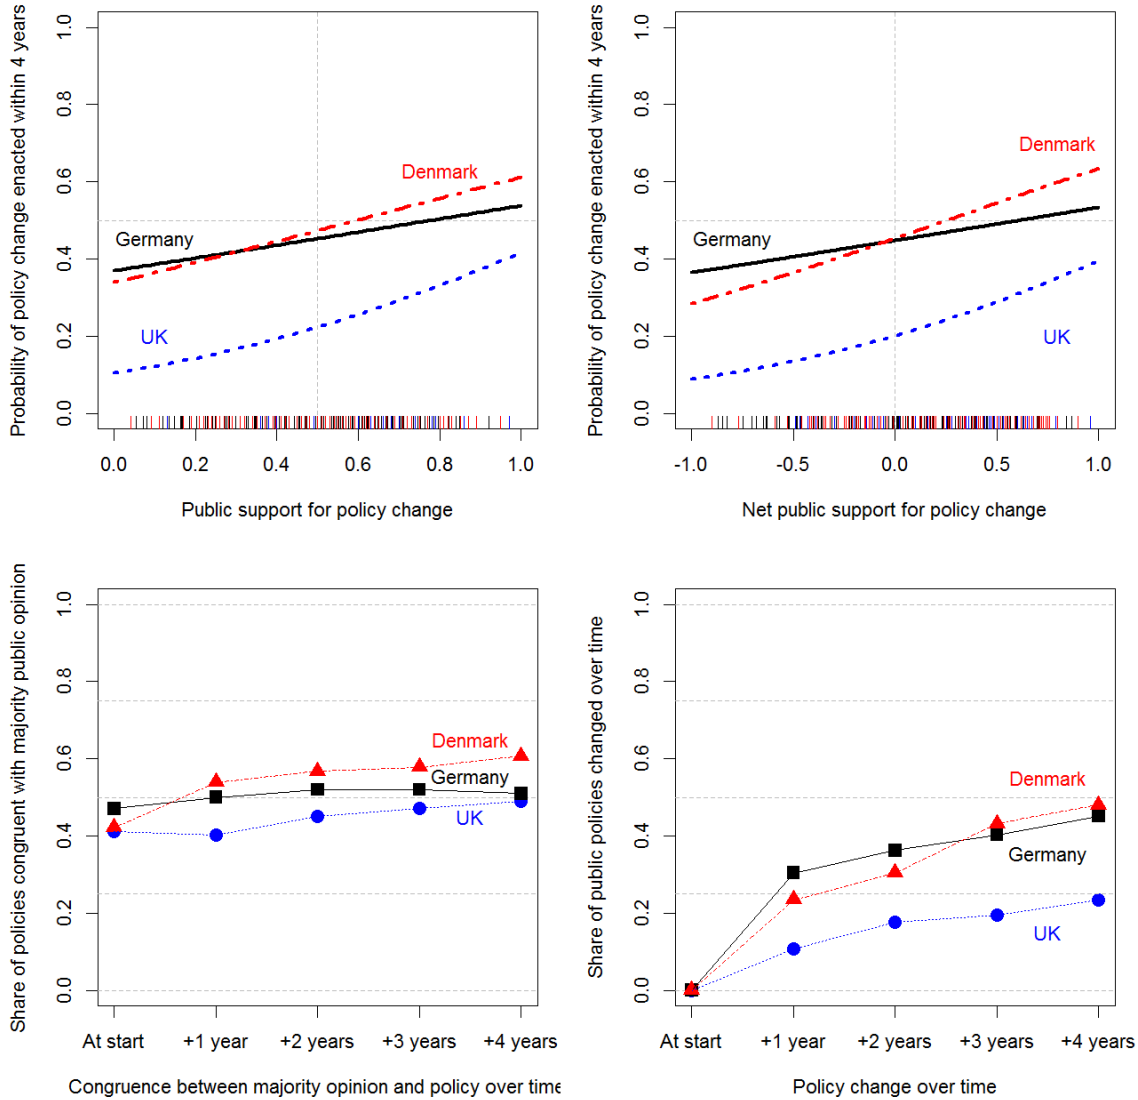 Probability of policy change enacted within 4 years
1.0
0.8
0.6
0.4
0.2
0.0
Denmark
Germany
UK
0.0 0.2 0.4 0.6 0.8 1.0
Public support for policy change
Probability of policy change enacted within 4 years
1.0
0.8
0.6
0.4
0.2
0.0
Denmark
Germany
UK
-1.0 -0.5 0.0 0.5 1.0
Net public support for policy change
Share of policies congruent with majority public opinion
1.0
0.8
0.6
0.4
0.2
0.0
Denmark
Germany
UK
At start +1 year +2 years +3 years +4 years
Congruence between majority opinion and policy over time
Share of public policies changed over time
1.0
0.8
0.6
0.4
0.2
0.0
Denmark
Germany
UK
At start +1 year +2 years +3 years +4 years
Policy change over time